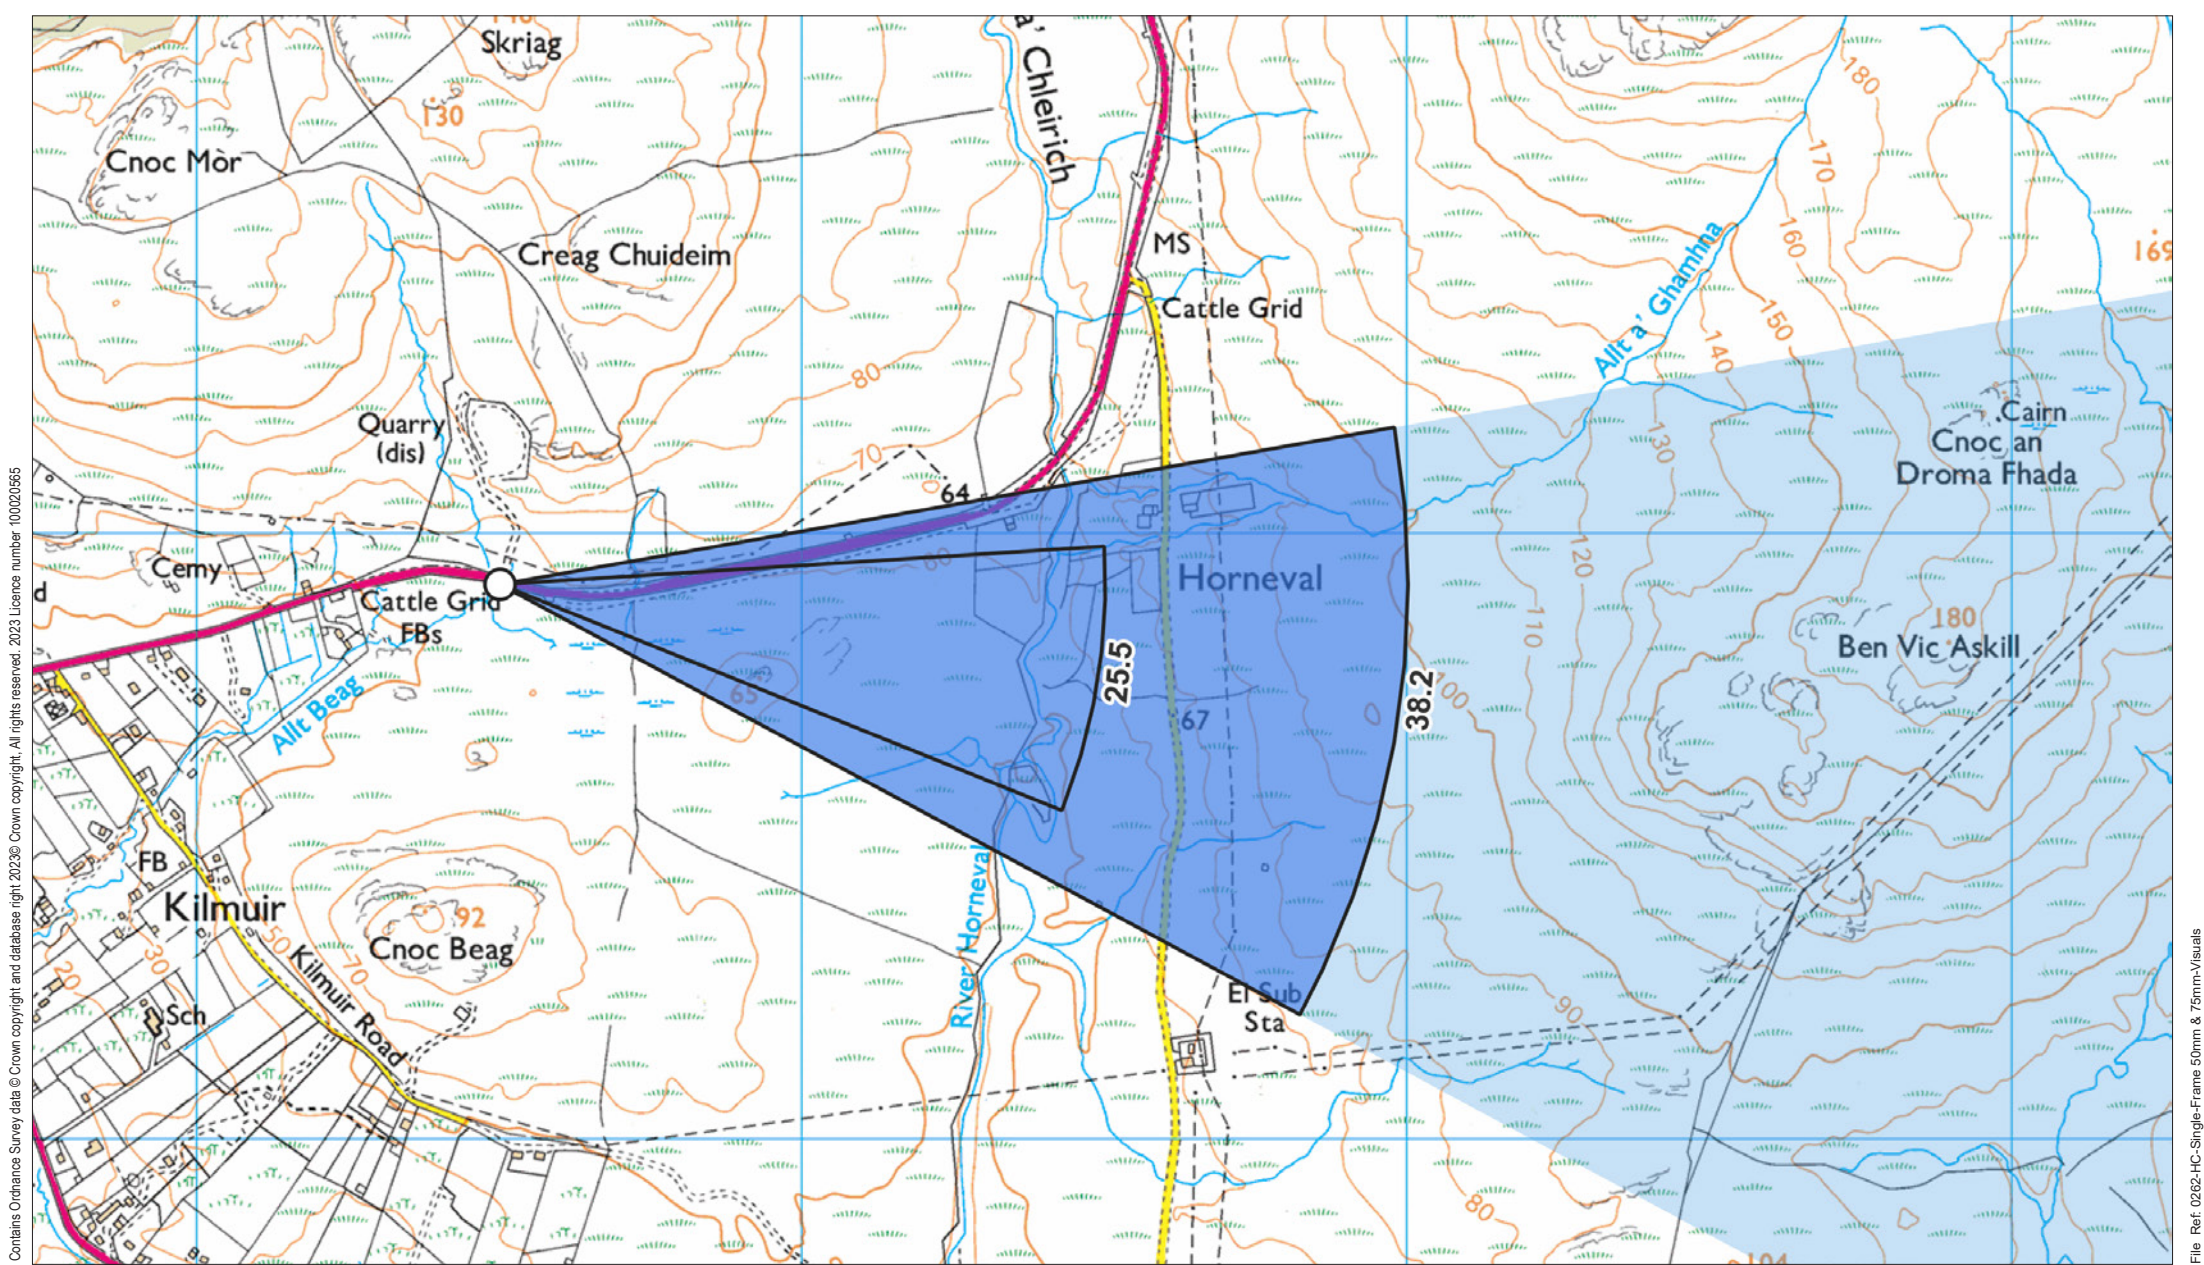 Skriag
130
Cnoc Mòr
a' Chleirich
180
170
160
169
MS
Creag Chuideim
Cattle Grid
Allt a' Ghamhna
150
140
80
Quarry
(dis)
70
130
.Cairn
Cnoc an
Droma Fhada
64
60
Cemy
Cattle Grid
FBs
Horneval
120
110
d
180
Ben Vic Askill
25.5
65
67
100
38.2
Allt Beag
FB
Kilmuir
50
92
Cnoc Beag
70
30
20
Kilmuir Road
Sch
River Horneval
El Sub
Sta
90
80
104
Contains Ordnance Survey data © Crown copyright and database right 2023© Crown copyright, All rights reserved. 2023 Licence number 100020565
File Ref: 0262-HC-Single-Frame 50mm & 75mm-Visuals